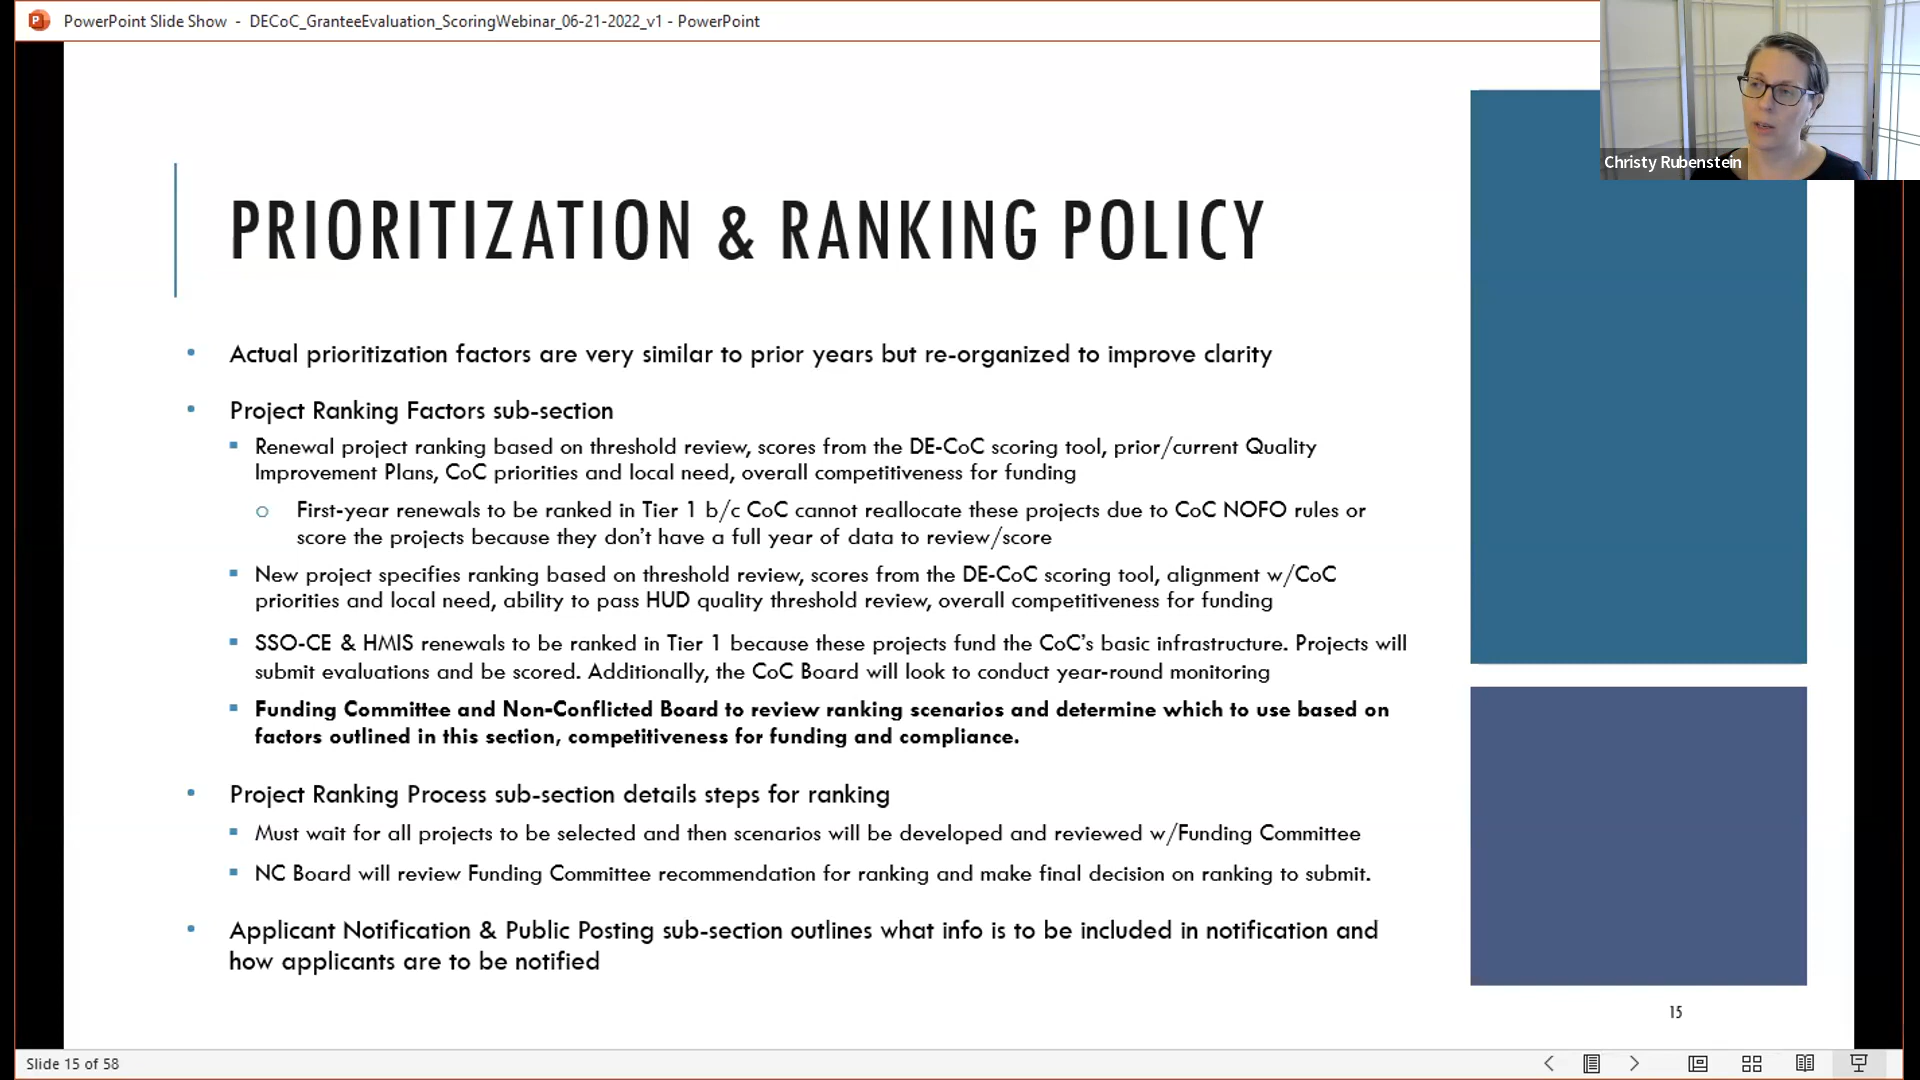 PowerPoint Slide Show - DECoC_GranteeEvaluation_ScoringWebinar_06-21-2022_v1 - PowerPoint
Christy Rubenstein
PRIORITIZATION & RANKING POLICY
• Actual prioritization factors are very similar to prior years but re-organized to improve clarity
• Project Ranking Factors sub-section
▪ Renewal project ranking based on threshold review, scores from the DE-CoC scoring tool, prior/current Quality
Improvement Plans, CoC priorities and local need, overall competitiveness for funding
o First-year renewals to be ranked in Tier 1 b/c CoC cannot reallocate these projects due to CoC NOFO rules or
score the projects because they don't have a full year of data to review/score
▪ New project specifies ranking based on threshold review, scores from the DE-CoC scoring tool, alignment w/CoC
priorities and local need, ability to pass HUD quality threshold review, overall competitiveness for funding
▪ SSO-CE & HMIS renewals to be ranked in Tier 1 because these projects fund the CoC's basic infrastructure. Projects will
submit evaluations and be scored. Additionally, the CoC Board will look to conduct year-round monitoring
▪ Funding Committee and Non-Conflicted Board to review ranking scenarios and determine which to use based on
factors outlined in this section, competitiveness for funding and compliance.
• Project Ranking Process sub-section details steps for ranking
▪ Must wait for all projects to be selected and then scenarios will be developed and reviewed w/Funding Committee
▪ NC Board will review Funding Committee recommendation for ranking and make final decision on ranking to submit.
• Applicant Notification & Public Posting sub-section outlines what info is to be included in notification and
how applicants are to be notified
15
Slide 15 of 58